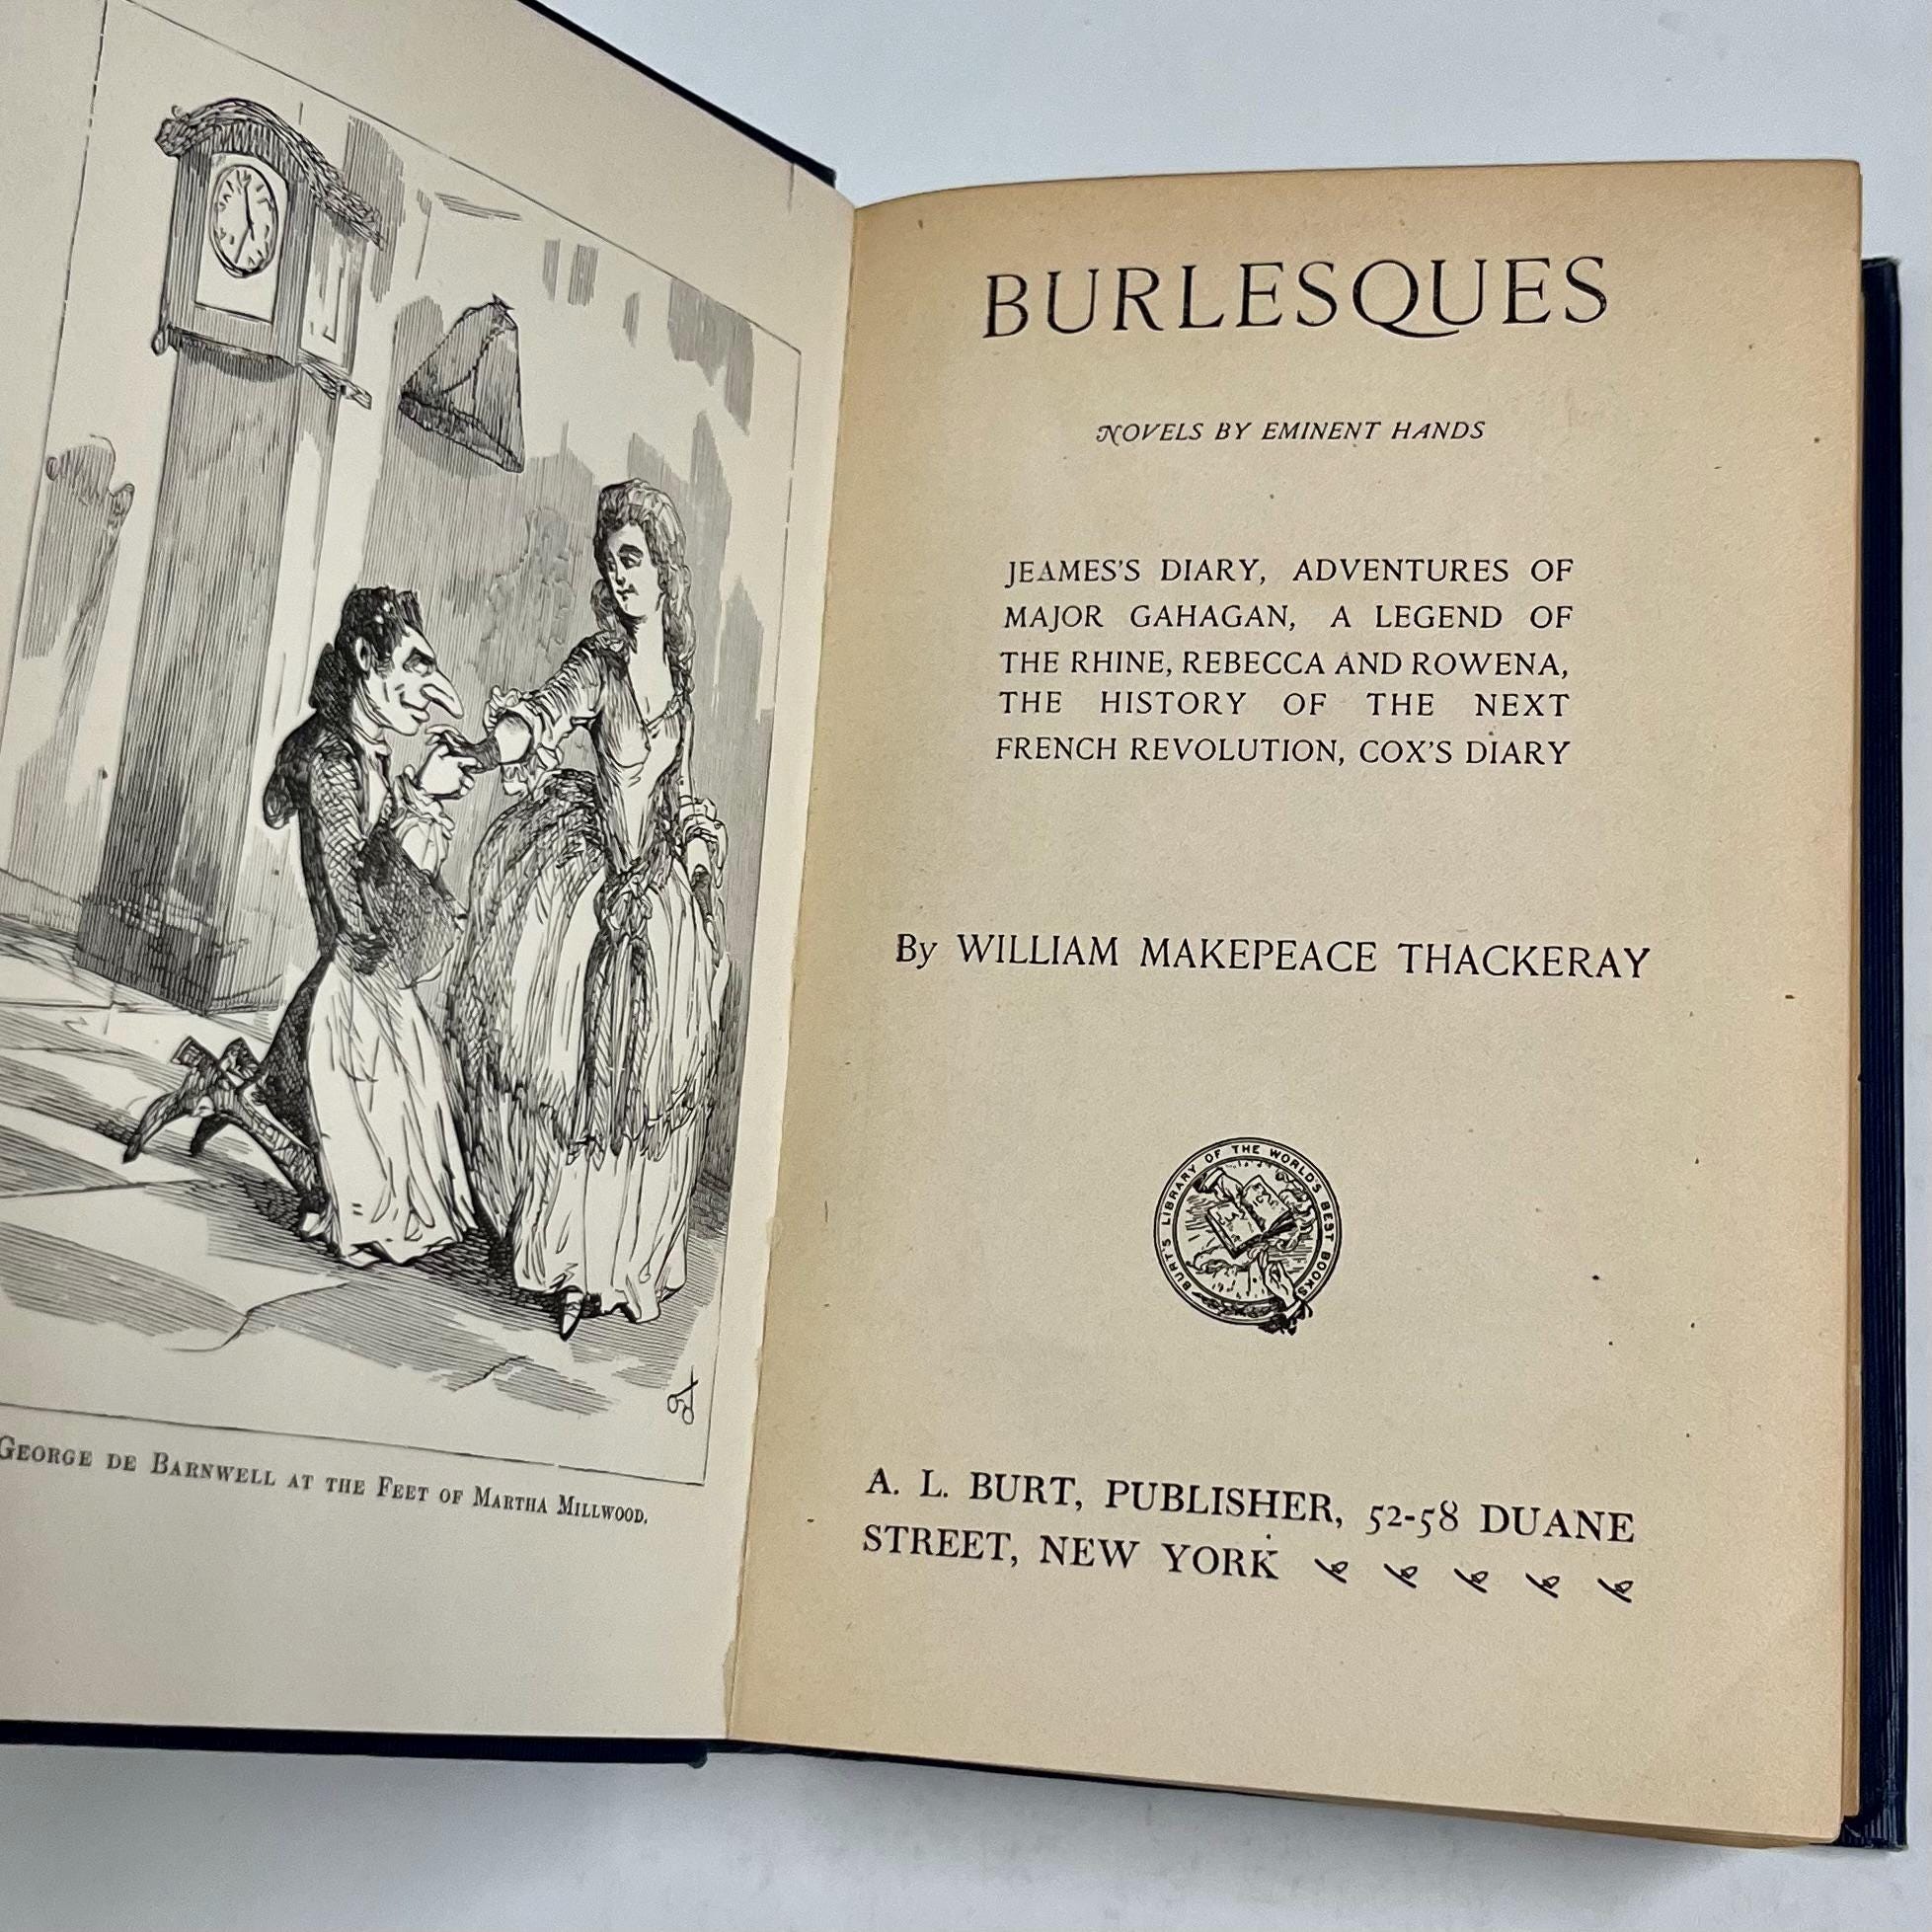 GEORGE DE BARNWELL AT THE FEET OF MARTHA MILLWOOD.
BURLESQUES
NOVELS BY EMINENT HANDS
JEAMES'S DIARY, ADVENTURES OF
MAJOR GAHAGAN, A LEGEND OF
THE RHINE, REBECCA AND ROWENA,
THE HISTORY OF THE NEXT
FRENCH REVOLUTION, COX'S DIARY
By WILLIAM MAKEPEACE THACKERAY
BURT'S LIBRARY OF THE WORLD'S BEST BOOKS
A. L. BURT, PUBLISHER, 52-58 DUANE
STREET, NEW YORK